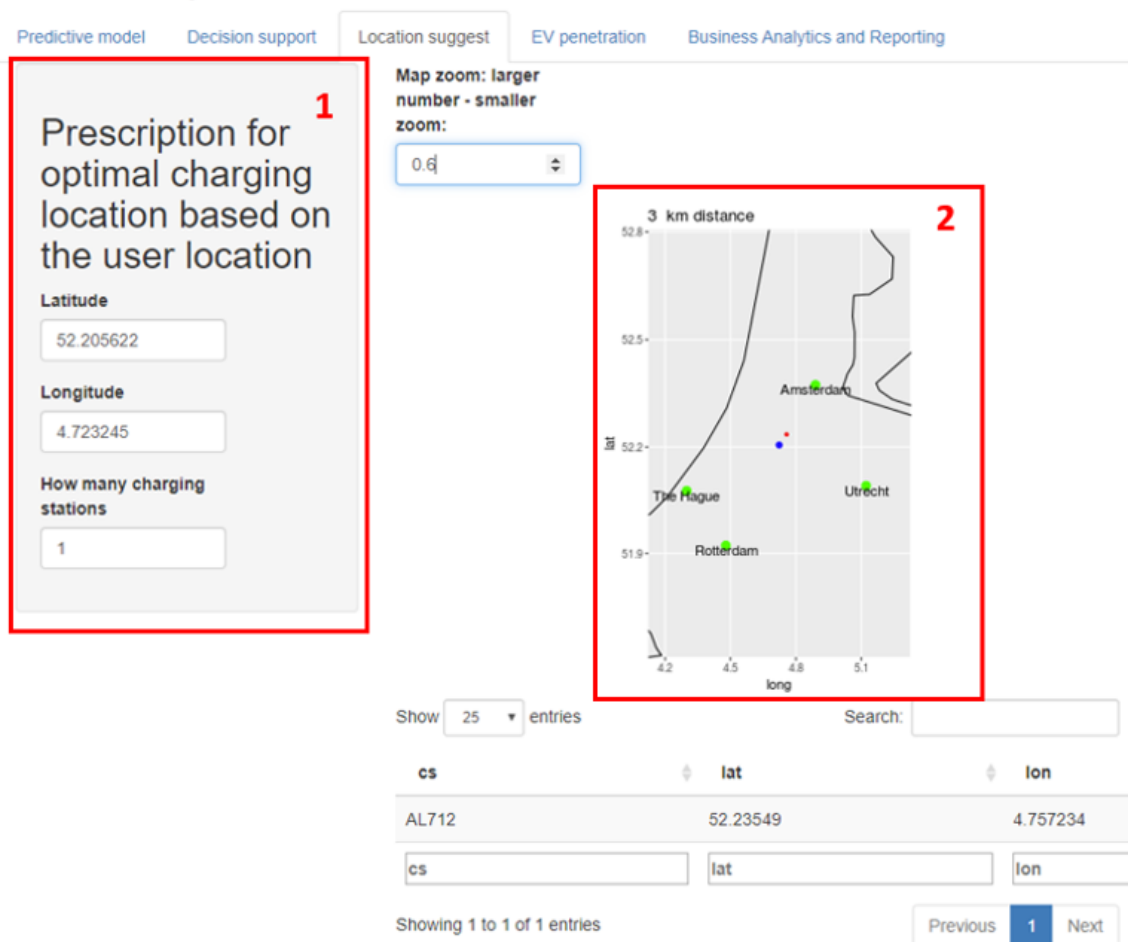 Predictive model
Decision support
Location suggest
EV penetration
Business Analytics and Reporting
1
Prescription for
optimal charging
location based on
the user location
Latitude
52.205622
Longitude
4.723245
How many charging
stations
1
Map zoom: larger
number - smaller
zoom:
0.6
2
3 km distance
52.8
52.5
52.2
51.9
lat
Amsterdam
The Hague
Utrecht
Rotterdam
4.2
4.5
4.8
5.1
long
Show 25 entries
Search:
cs
lat
lon
AL712
52.23549
4.757234
cs
lat
lon
Showing 1 to 1 of 1 entries
Previous
1
Next